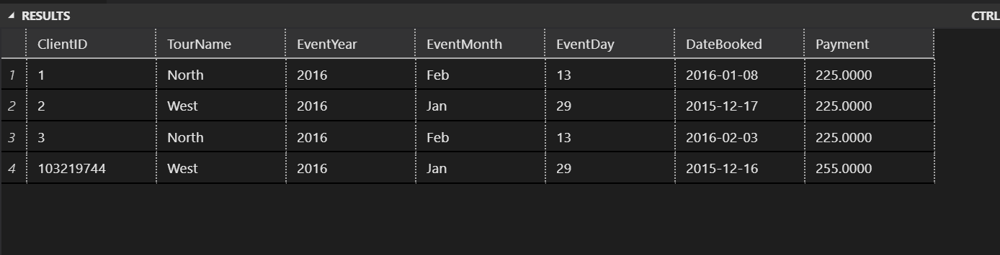 RESULTS CTRL
ClientID TourName EventYear EventMonth EventDay DateBooked Payment
1 1 North 2016 Feb 13 2016-01-08 225.0000
2 2 West 2016 Jan 29 2015-12-17 225.0000
3 3 North 2016 Feb 13 2016-02-03 225.0000
4 103219744 West 2016 Jan 29 2015-12-16 255.0000